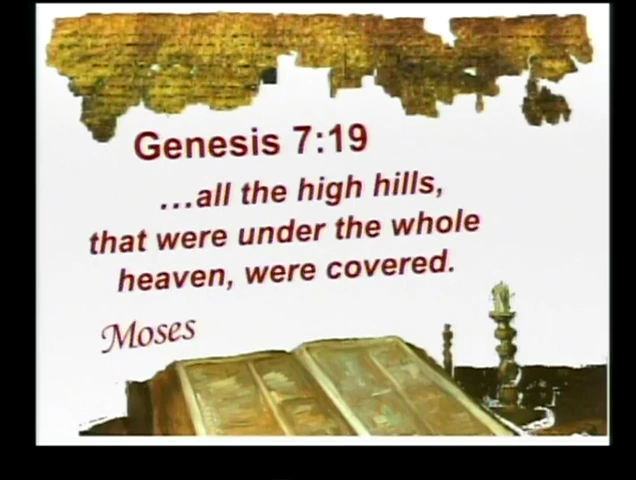 Genesis 7:19
...all the high hills,
that were under the whole
heaven, were covered.
Moses